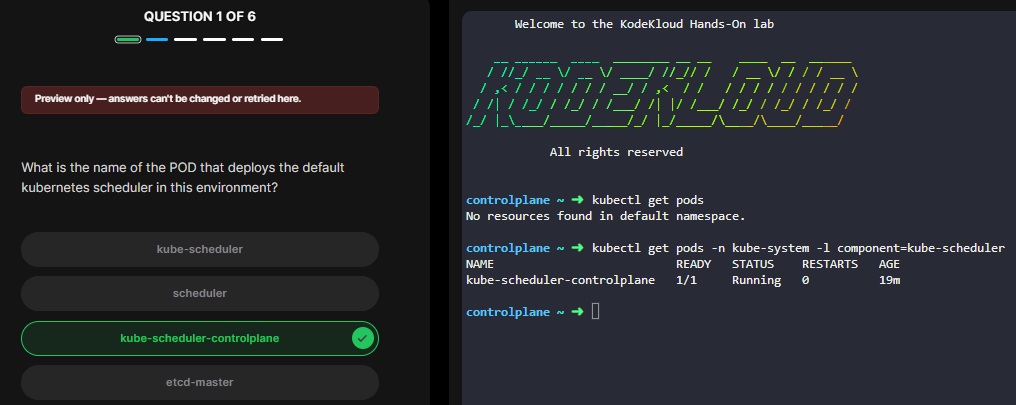 QUESTION 1 OF 6
Preview only — answers can't be changed or retried here.
What is the name of the POD that deploys the default
kubernetes scheduler in this environment?
kube-scheduler
scheduler
kube-scheduler-controlplane
etcd-master
Welcome to the KodeKloud Hands-On lab
KODEKLOUD
All rights reserved
controlplane ~ ➜ kubectl get pods
No resources found in default namespace.
controlplane ~ ➜ kubectl get pods -n kube-system -l component=kube-scheduler
NAME READY STATUS RESTARTS AGE
kube-scheduler-controlplane 1/1 Running 0 19m
controlplane ~ ➜